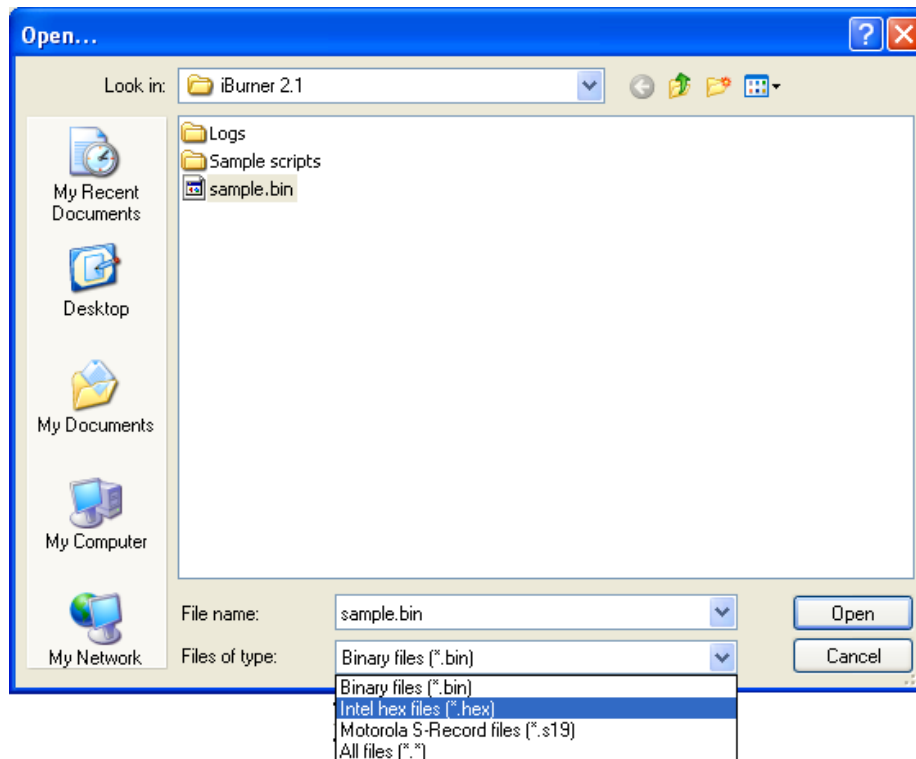 Open...
Look in:
iBurner 2.1
Logs
Sample scripts
sample.bin
My Recent
Documents
Desktop
My Documents
My Computer
My Network
File name:
sample.bin
Open
Files of type:
Binary files (*.bin)
Cancel
Binary files (*.bin)
Intel hex files (*.hex)
Motorola S-Record files (*.s19)
All files (*.*)